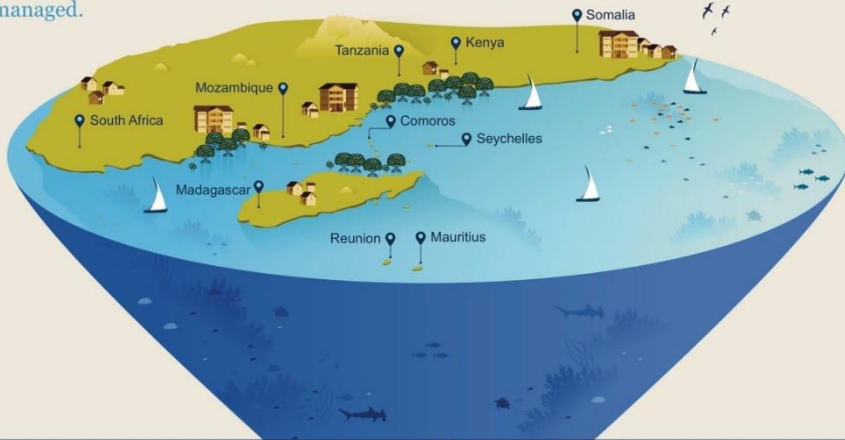 managed.
Somalia
Kenya
Tanzania
Mozambique
South Africa
Comoros
Seychelles
Madagascar
Reunion
Mauritius